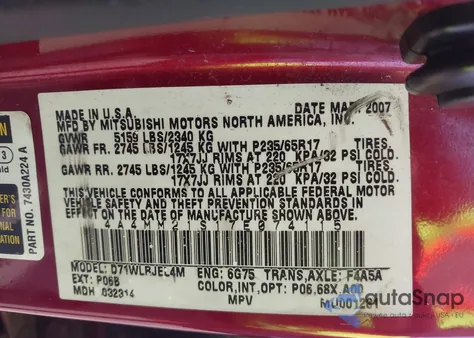 MADE IN U.S.A. DATE MAR. 2007
MFD BY MITSUBISHI MOTORS NORTH AMERICA, INC.
GVWR 5159 LBS/2340 KG
GAWR FR. 2745 LBS/1245 KG WITH P235/65R17 TIRES,
17X7JJ RIMS AT 220 KPA/32 PSI COLD.
GAWR RR. 2745 LBS/1245 KG WITH P235/65R17 TIRES,
17X7JJ RIMS AT 220 KPA/32 PSI COLD.
THIS VEHICLE CONFORMS TO ALL APPLICABLE FEDERAL MOTOR
VEHICLE SAFETY AND THEFT PREVENTION STANDARDS IN
EFFECT ON THE DATE OF MANUFACTURE SHOWN ABOVE.
4A4MM21S17E074115
MODEL: D71WLRJEL4M ENG: 6G75 TRANS,AXLE: F4A5A
EXT: P06B COLOR,INT,OPT: P06,68X,A00
MDH 032314 MPV
PART NO. 7430A224 A
3
autoSnap